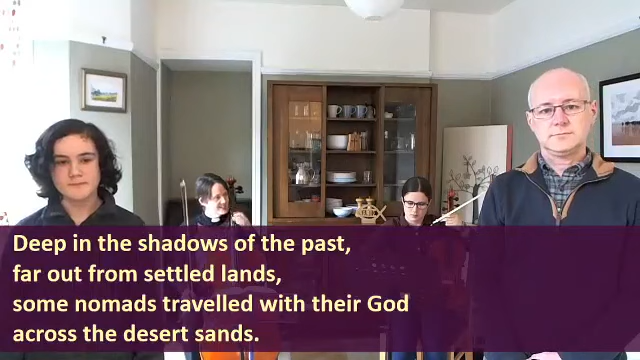 Deep in the shadows of the past,
far out from settled lands,
some nomads travelled with their God
across the desert sands.